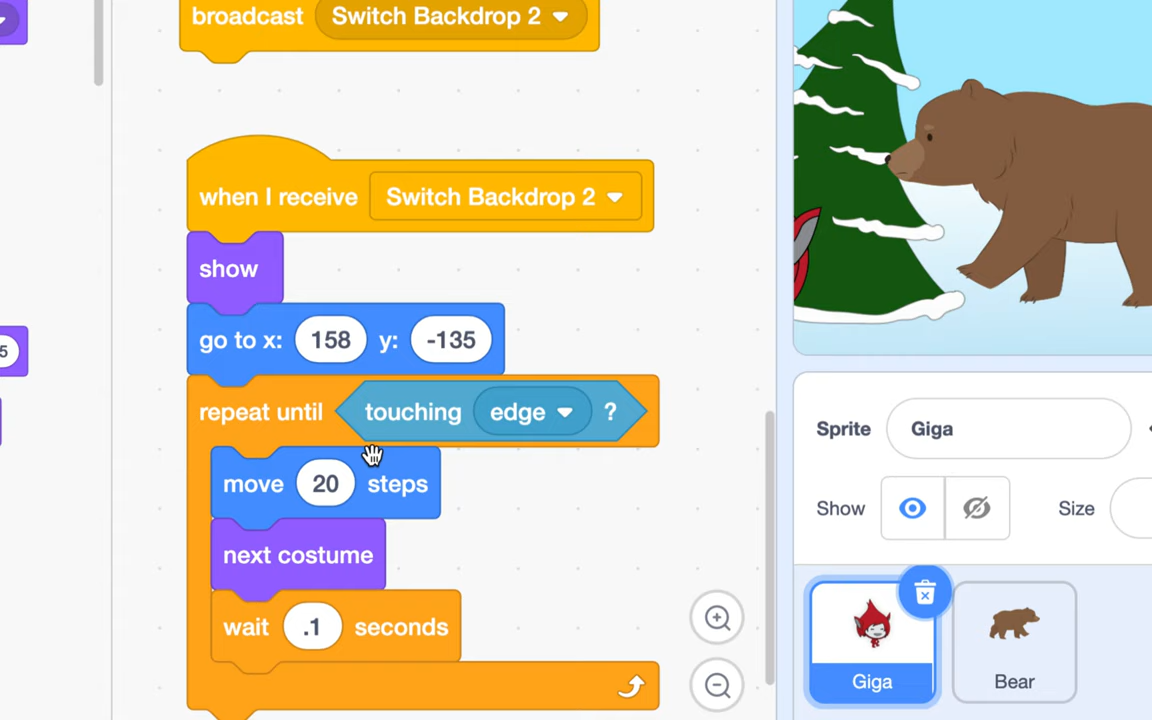 broadcast Switch Backdrop 2
when I receive Switch Backdrop 2
show
go to x: 158 y: -135
repeat until touching edge ?
move 20 steps
next costume
wait .1 seconds
5
Sprite Giga
Show Size
Giga Bear